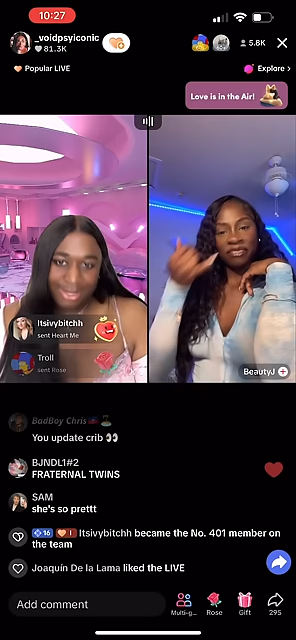 10:27
_voidpsyiconic
81.3K
5.8K
Popular LIVE
Explore >
Love is in the Air!
Itsivybitchh
sent Heart Me
Troll
sent Rose
BeautyJ
BadBoy Chris
You update crib 👀
BJNDL1#2
FRATERNAL TWINS
SAM
she's so prettt
16 1 Itsivybitchh became the No. 401 member on
the team
Joaquín De la Lama liked the LIVE
Add comment
Multi-g...
Rose
Gift
295